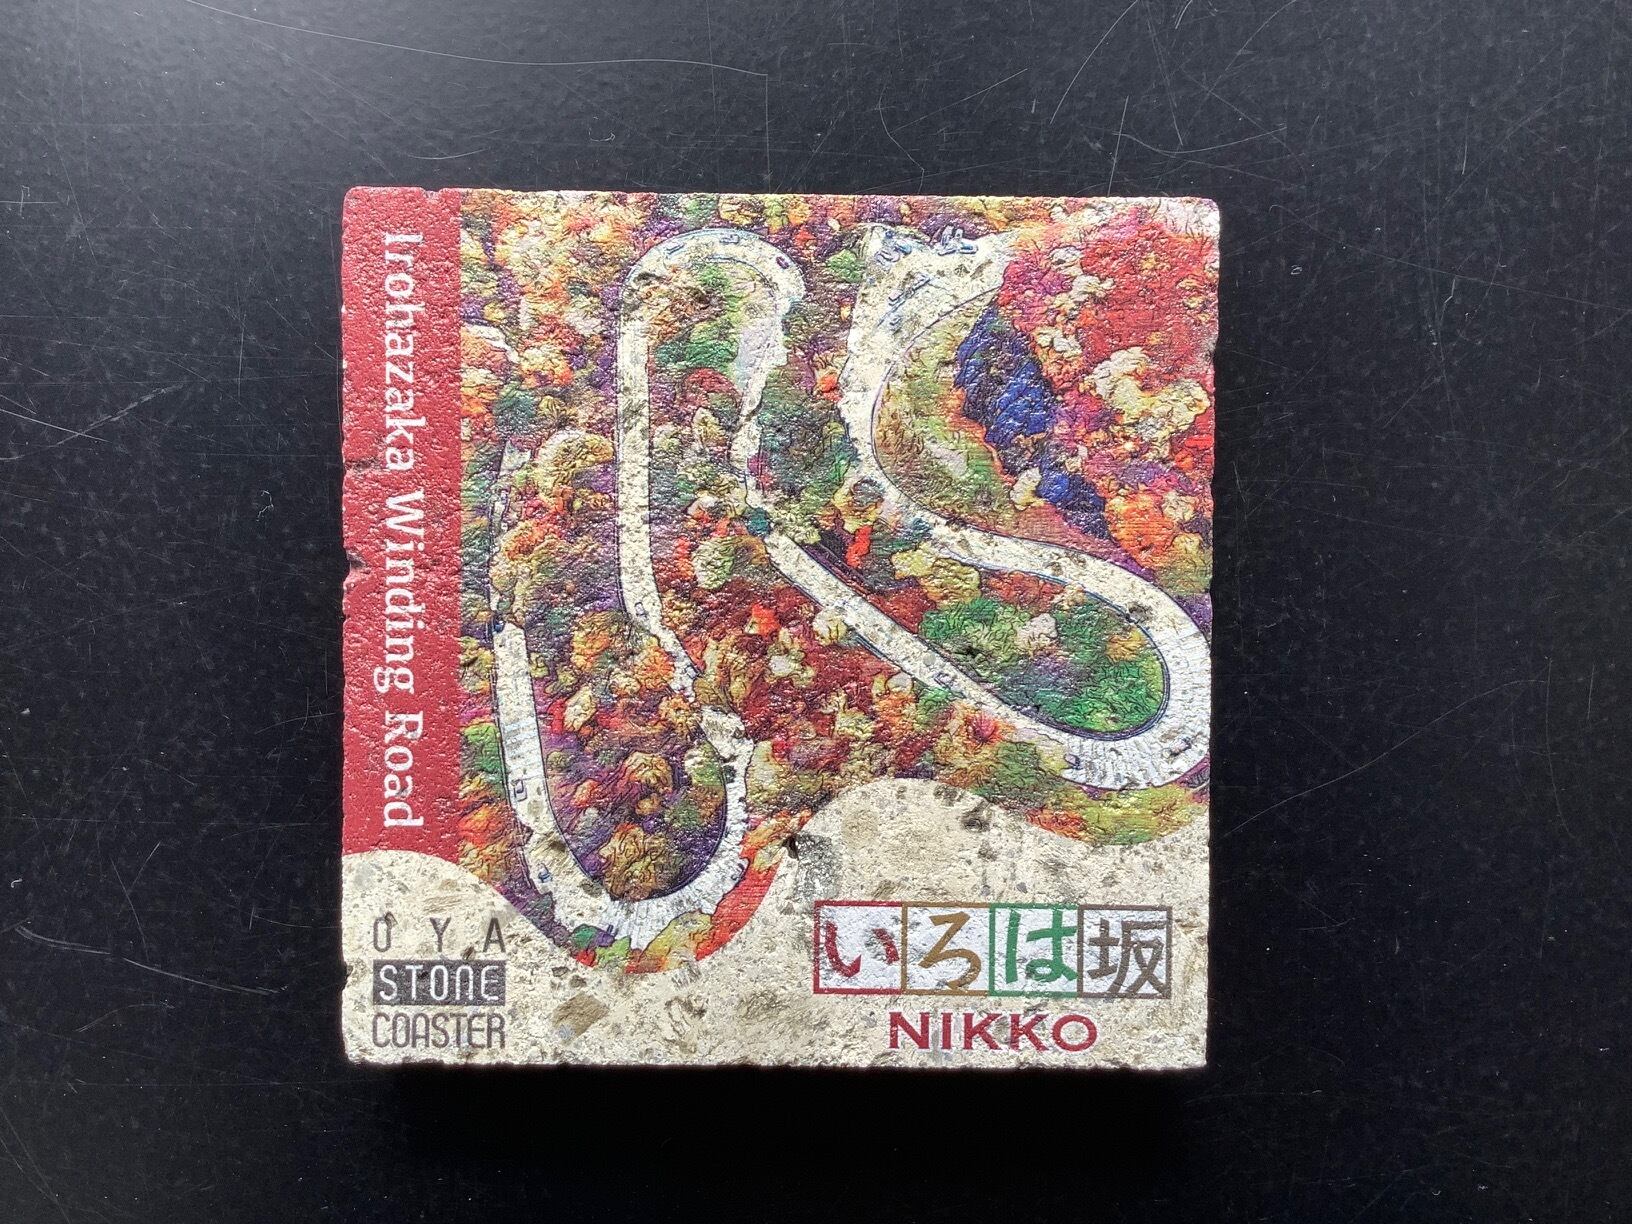 Irohazaka Winding Road
OYA
STONE
COASTER
いろは坂
NIKKO